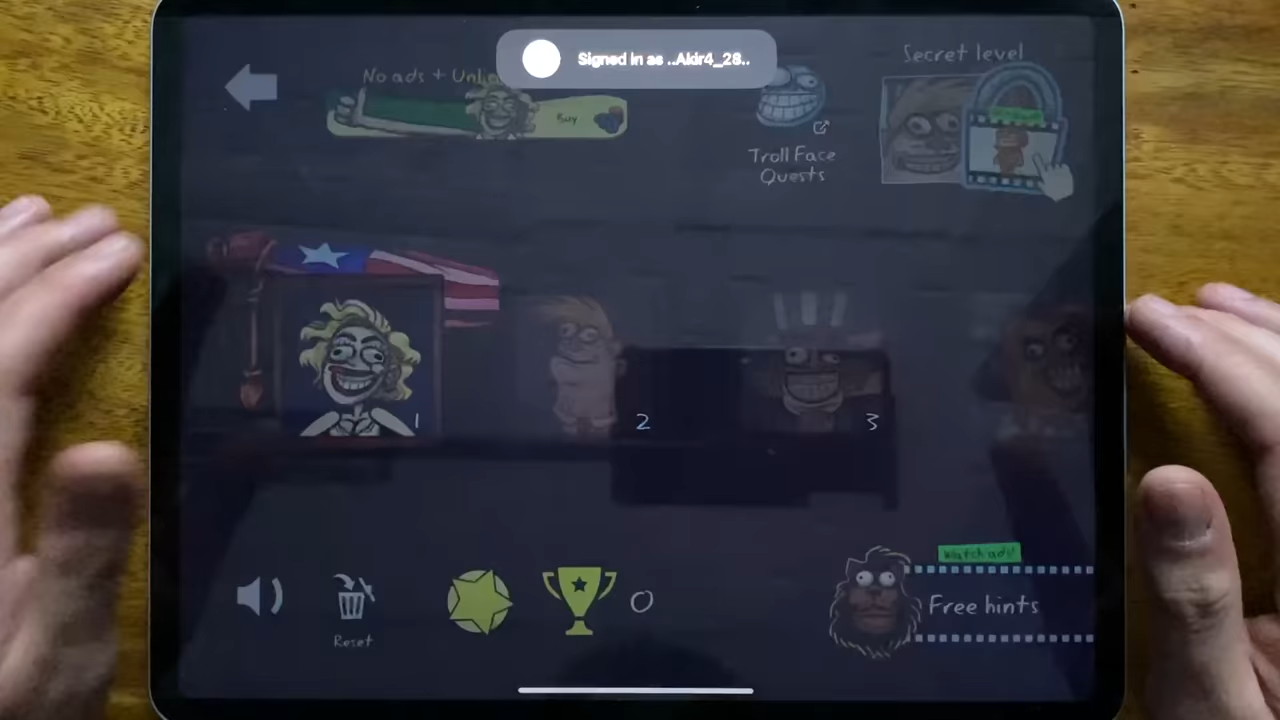 Signed in as ..Akir4_28..
No ads + Unli
Buy
Secret level
Troll Face
Quests
1
2
3
Reset
0
Watch ads!
Free hints